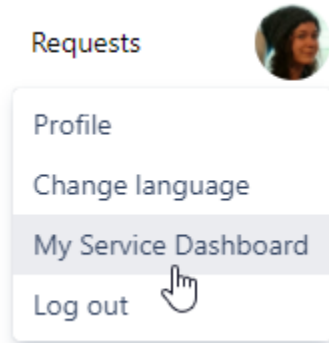 Requests
Profile
Change language
My Service Dashboard
Log out